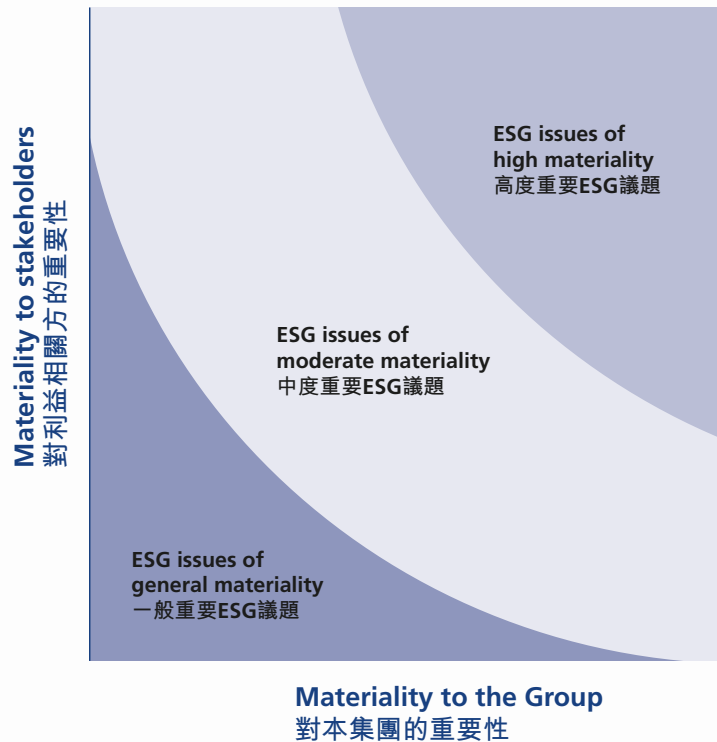 Materiality to stakeholders
對利益相關方的重要性
ESG issues of
high materiality
高度重要ESG議題
ESG issues of
moderate materiality
中度重要ESG議題
ESG issues of
general materiality
一般重要ESG議題
Materiality to the Group
對本集團的重要性